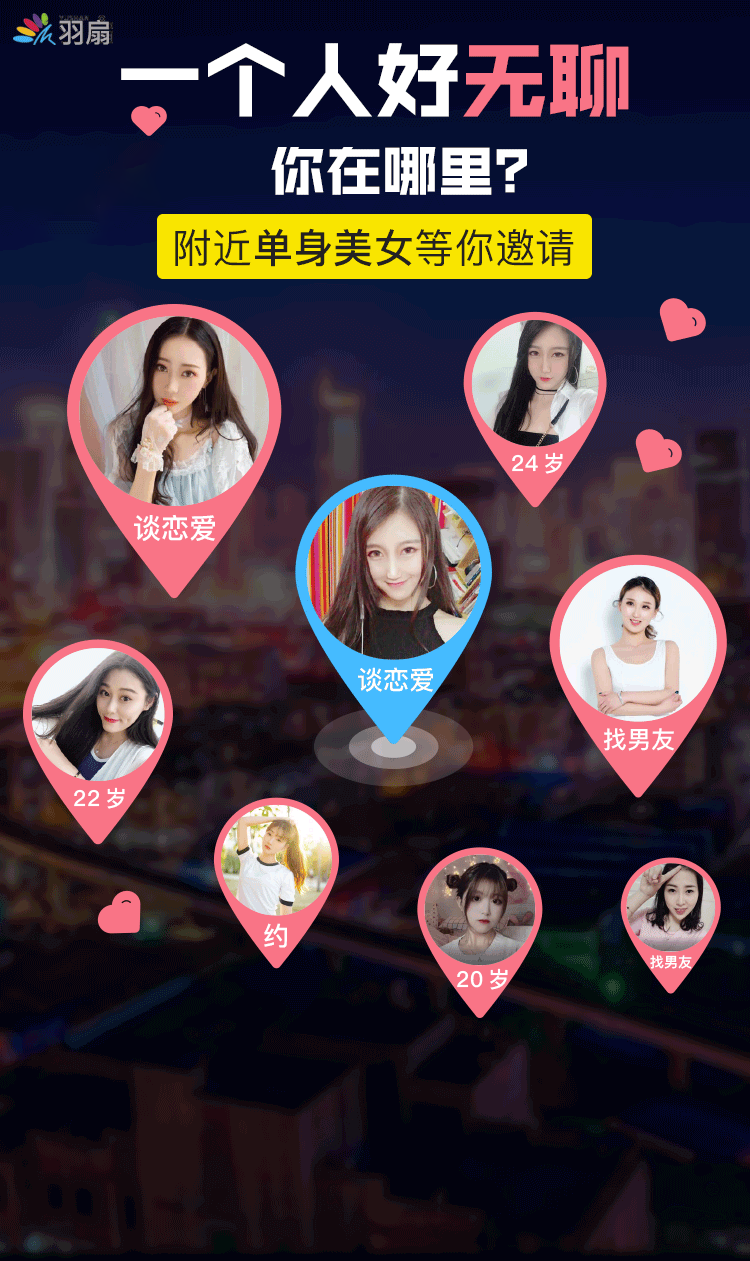 羽扇
一个人好无聊
你在哪里?
附近单身美女等你邀请
24 岁
谈恋爱
谈恋爱
找男友
22 岁
约
找男友
20 岁